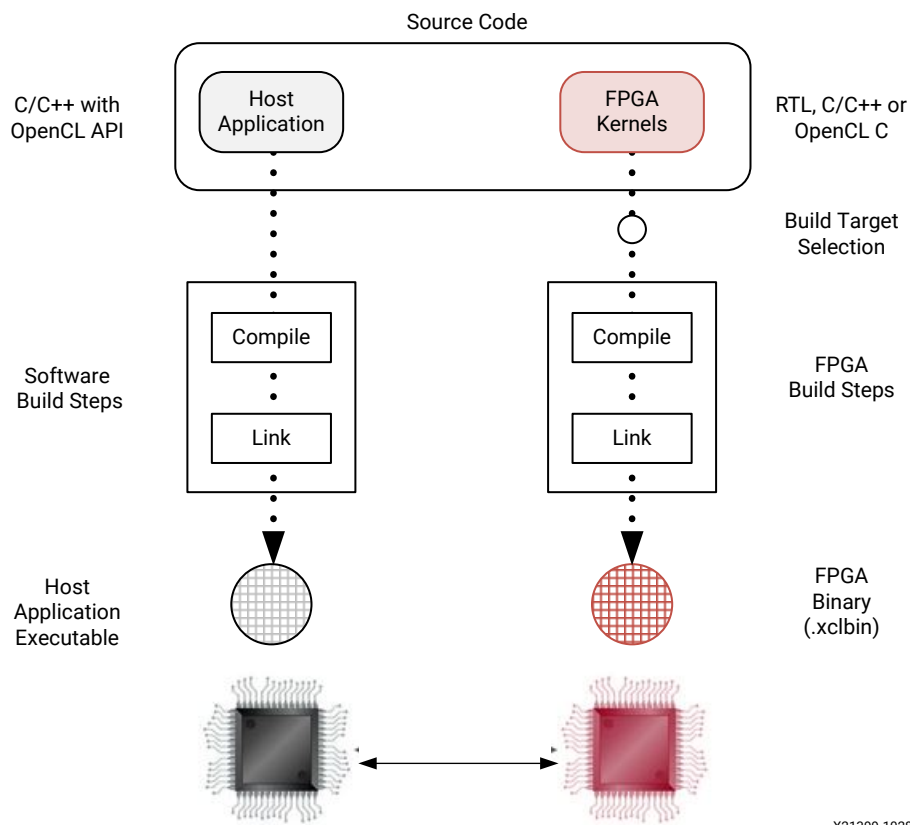 Source Code
C/C++ with
OpenCL API
Host
Application
FPGA
Kernels
RTL, C/C++ or
OpenCL C
Build Target
Selection
Software
Build Steps
Compile
Link
Compile
Link
FPGA
Build Steps
Host
Application
Executable
FPGA
Binary
(.xclbin)